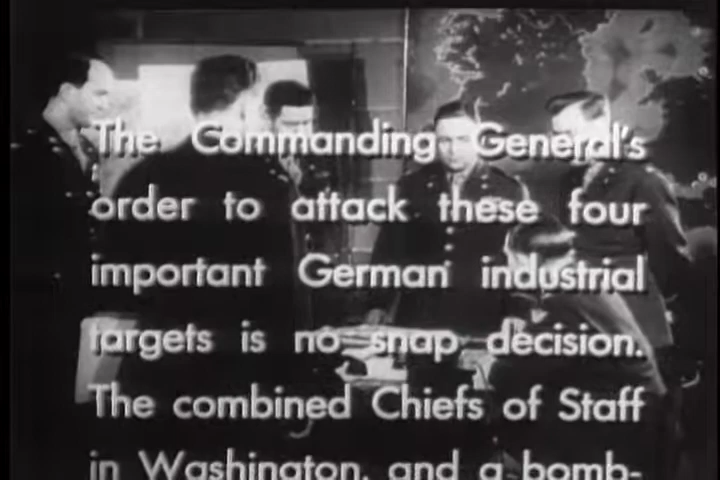 The Commanding General's
order to attack these four
important German industrial
targets is no snap decision.
The combined Chiefs of Staff
in Washington, and a bomb-